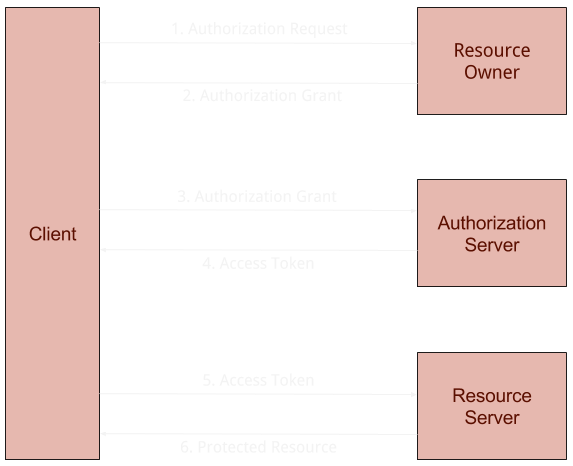 1. Authorization Request
Resource
Owner
2. Authorization Grant
3. Authorization Grant
Client
Authorization
Server
4. Access Token
5. Access Token
Resource
Server
6. Protected Resource